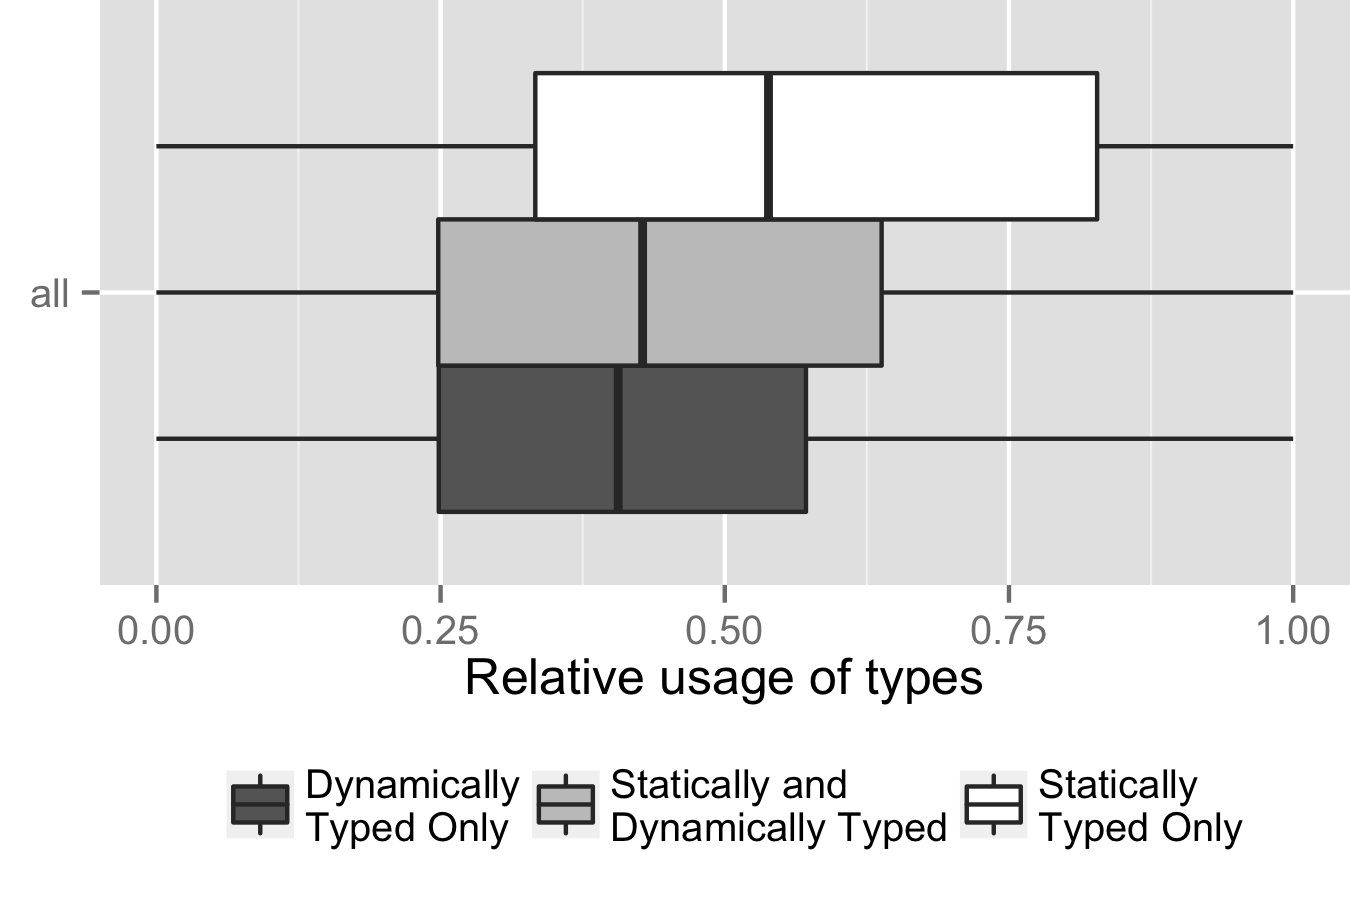 all
0.00 0.25 0.50 0.75 1.00
Relative usage of types
Dynamically Typed Only
Statically and Dynamically Typed
Statically Typed Only